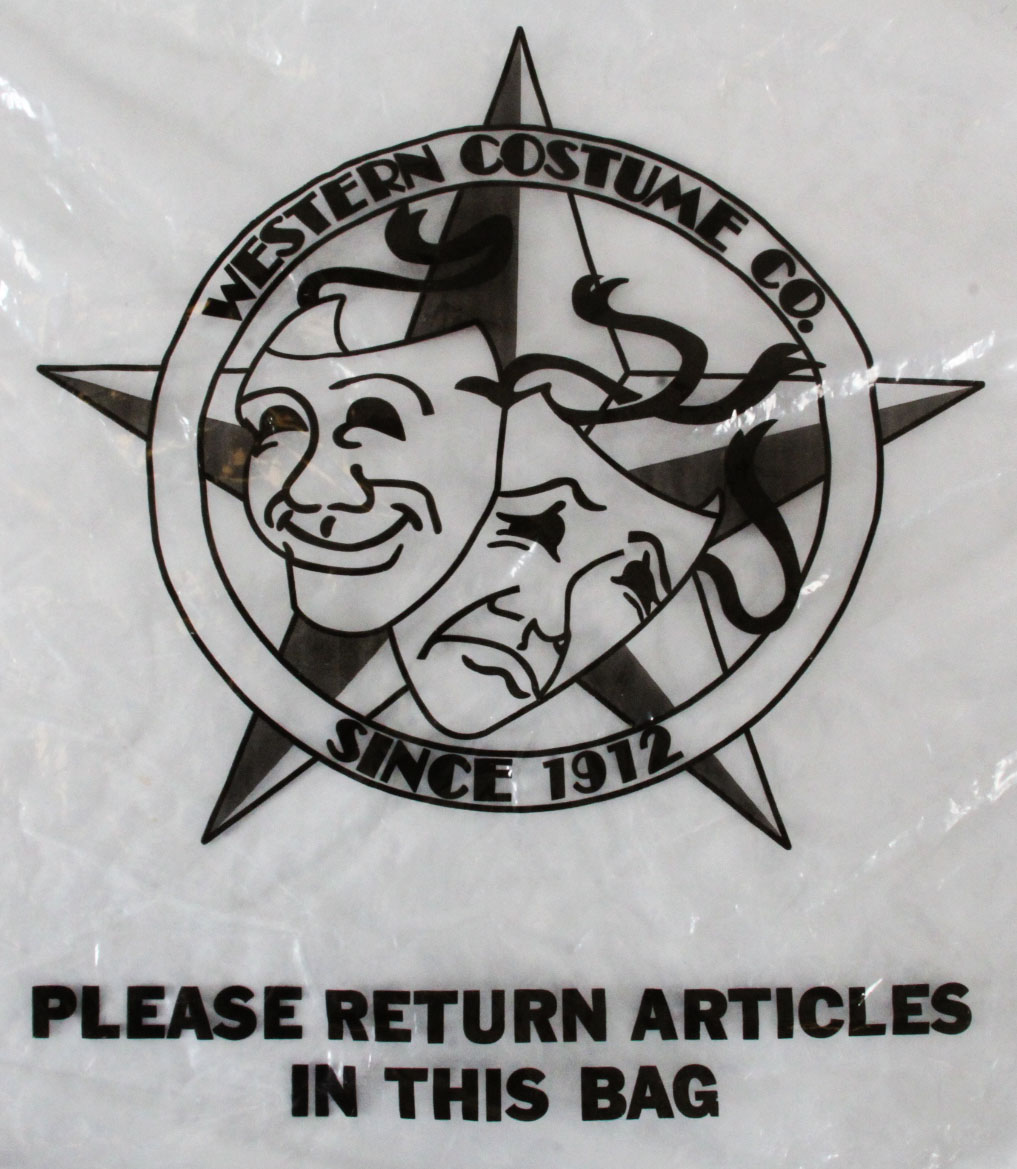 WESTERN COSTUME CO.
SINCE 1912
PLEASE RETURN ARTICLES
IN THIS BAG